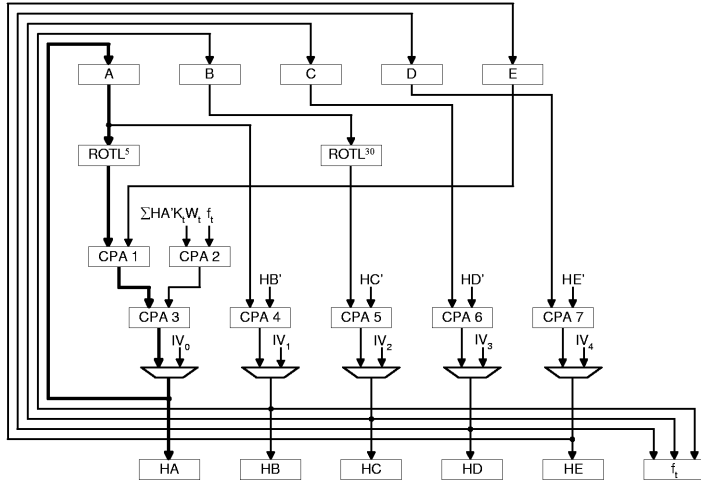 A B C D E
ROTL⁵ ROTL³⁰
∑HA'KₜWₜ fₜ
CPA 1 CPA 2
HB' HC' HD' HE'
CPA 3 CPA 4 CPA 5 CPA 6 CPA 7
IV₀ IV₁ IV₂ IV₃ IV₄
HA HB HC HD HE fₜ